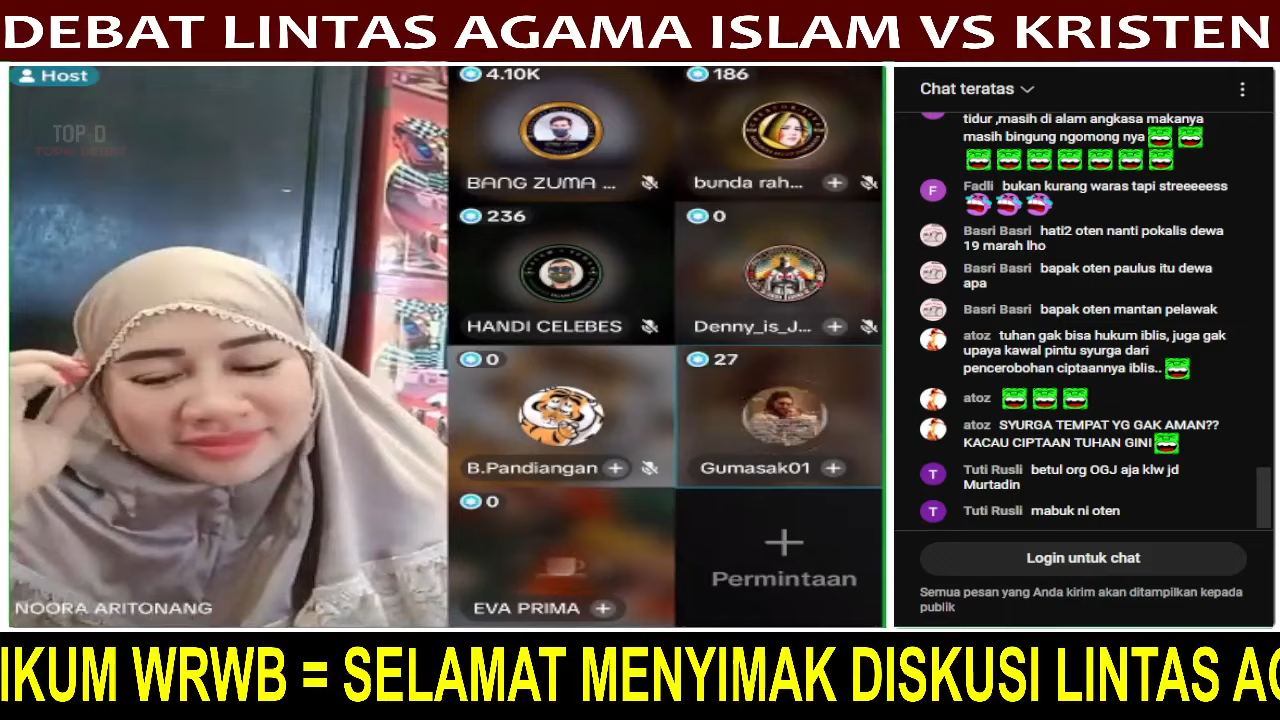 DEBAT LINTAS AGAMA ISLAM VS KRISTEN
Host
TOP D
TOPIK DEBAT
4.10K
186
BANG ZUMA ...
bunda rah...
236
0
HANDI CELEBES
Denny_is_J...
0
27
B.Pandiangan
Gumasak01
0
EVA PRIMA
Permintaan
NOORA ARITONANG
Chat teratas
tidur ,masih di alam angkasa makanya
masih bingung ngomong nya
F
Fadli bukan kurang waras tapi streeeeess
Basri Basri hati2 oten nanti pokalis dewa
19 marah lho
Basri Basri bapak oten paulus itu dewa
apa
Basri Basri bapak oten mantan pelawak
atoz tuhan gak bisa hukum iblis, juga gak
upaya kawal pintu syurga dari
pencerobohan ciptaannya iblis..
atoz
atoz SYURGA TEMPAT YG GAK AMAN??
KACAU CIPTAAN TUHAN GINI
T
Tuti Rusli betul org OGJ aja klw jd
Murtadin
T
Tuti Rusli mabuk ni oten
Login untuk chat
Semua pesan yang Anda kirim akan ditampilkan kepada
publik
IKUM WRWB = SELAMAT MENYIMAK DISKUSI LINTAS AG